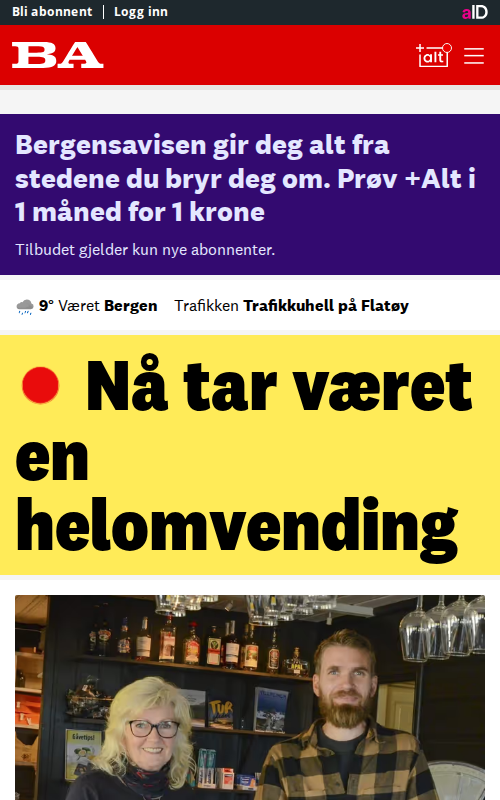 Bli abonnent | Logg inn
aID
BA
+alt
Bergensavisen gir deg alt fra
stedene du bryr deg om. Prøv +Alt i
1 måned for 1 krone
Tilbudet gjelder kun nye abonnenter.
9° Været Bergen Trafikken Trafikkuhell på Flatøy
Nå tar været
en
helomvending
TUR